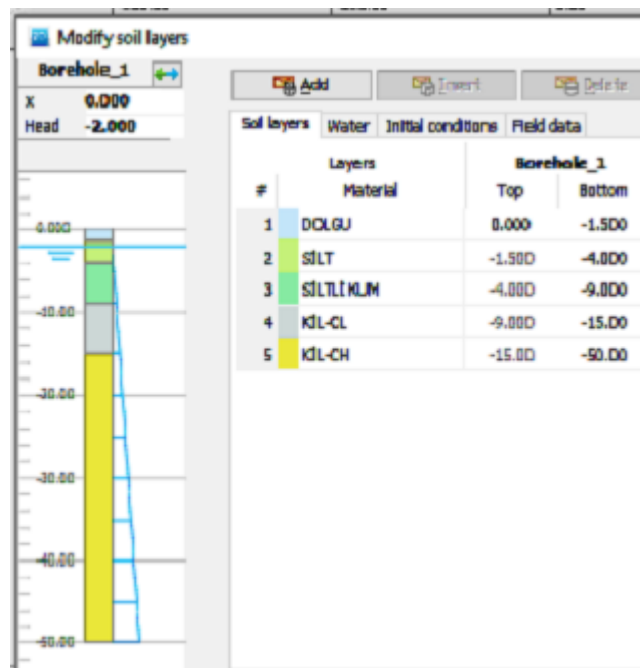 Modify soil layers
Borehole_1
X 0.000
Head -2.000
Add Insert Delete
Soil layers Water Initial conditions Field data
Layers Borehole_1
# Material Top Bottom
1 DOLGU 0.000 -1.500
2 SİLT -1.500 -4.000
3 SİLTLİ KUM -4.000 -9.000
4 KİL-CL -9.000 -15.00
5 KİL-CH -15.00 -50.00
0.000
-10.00
-20.00
-30.00
-40.00
-50.00